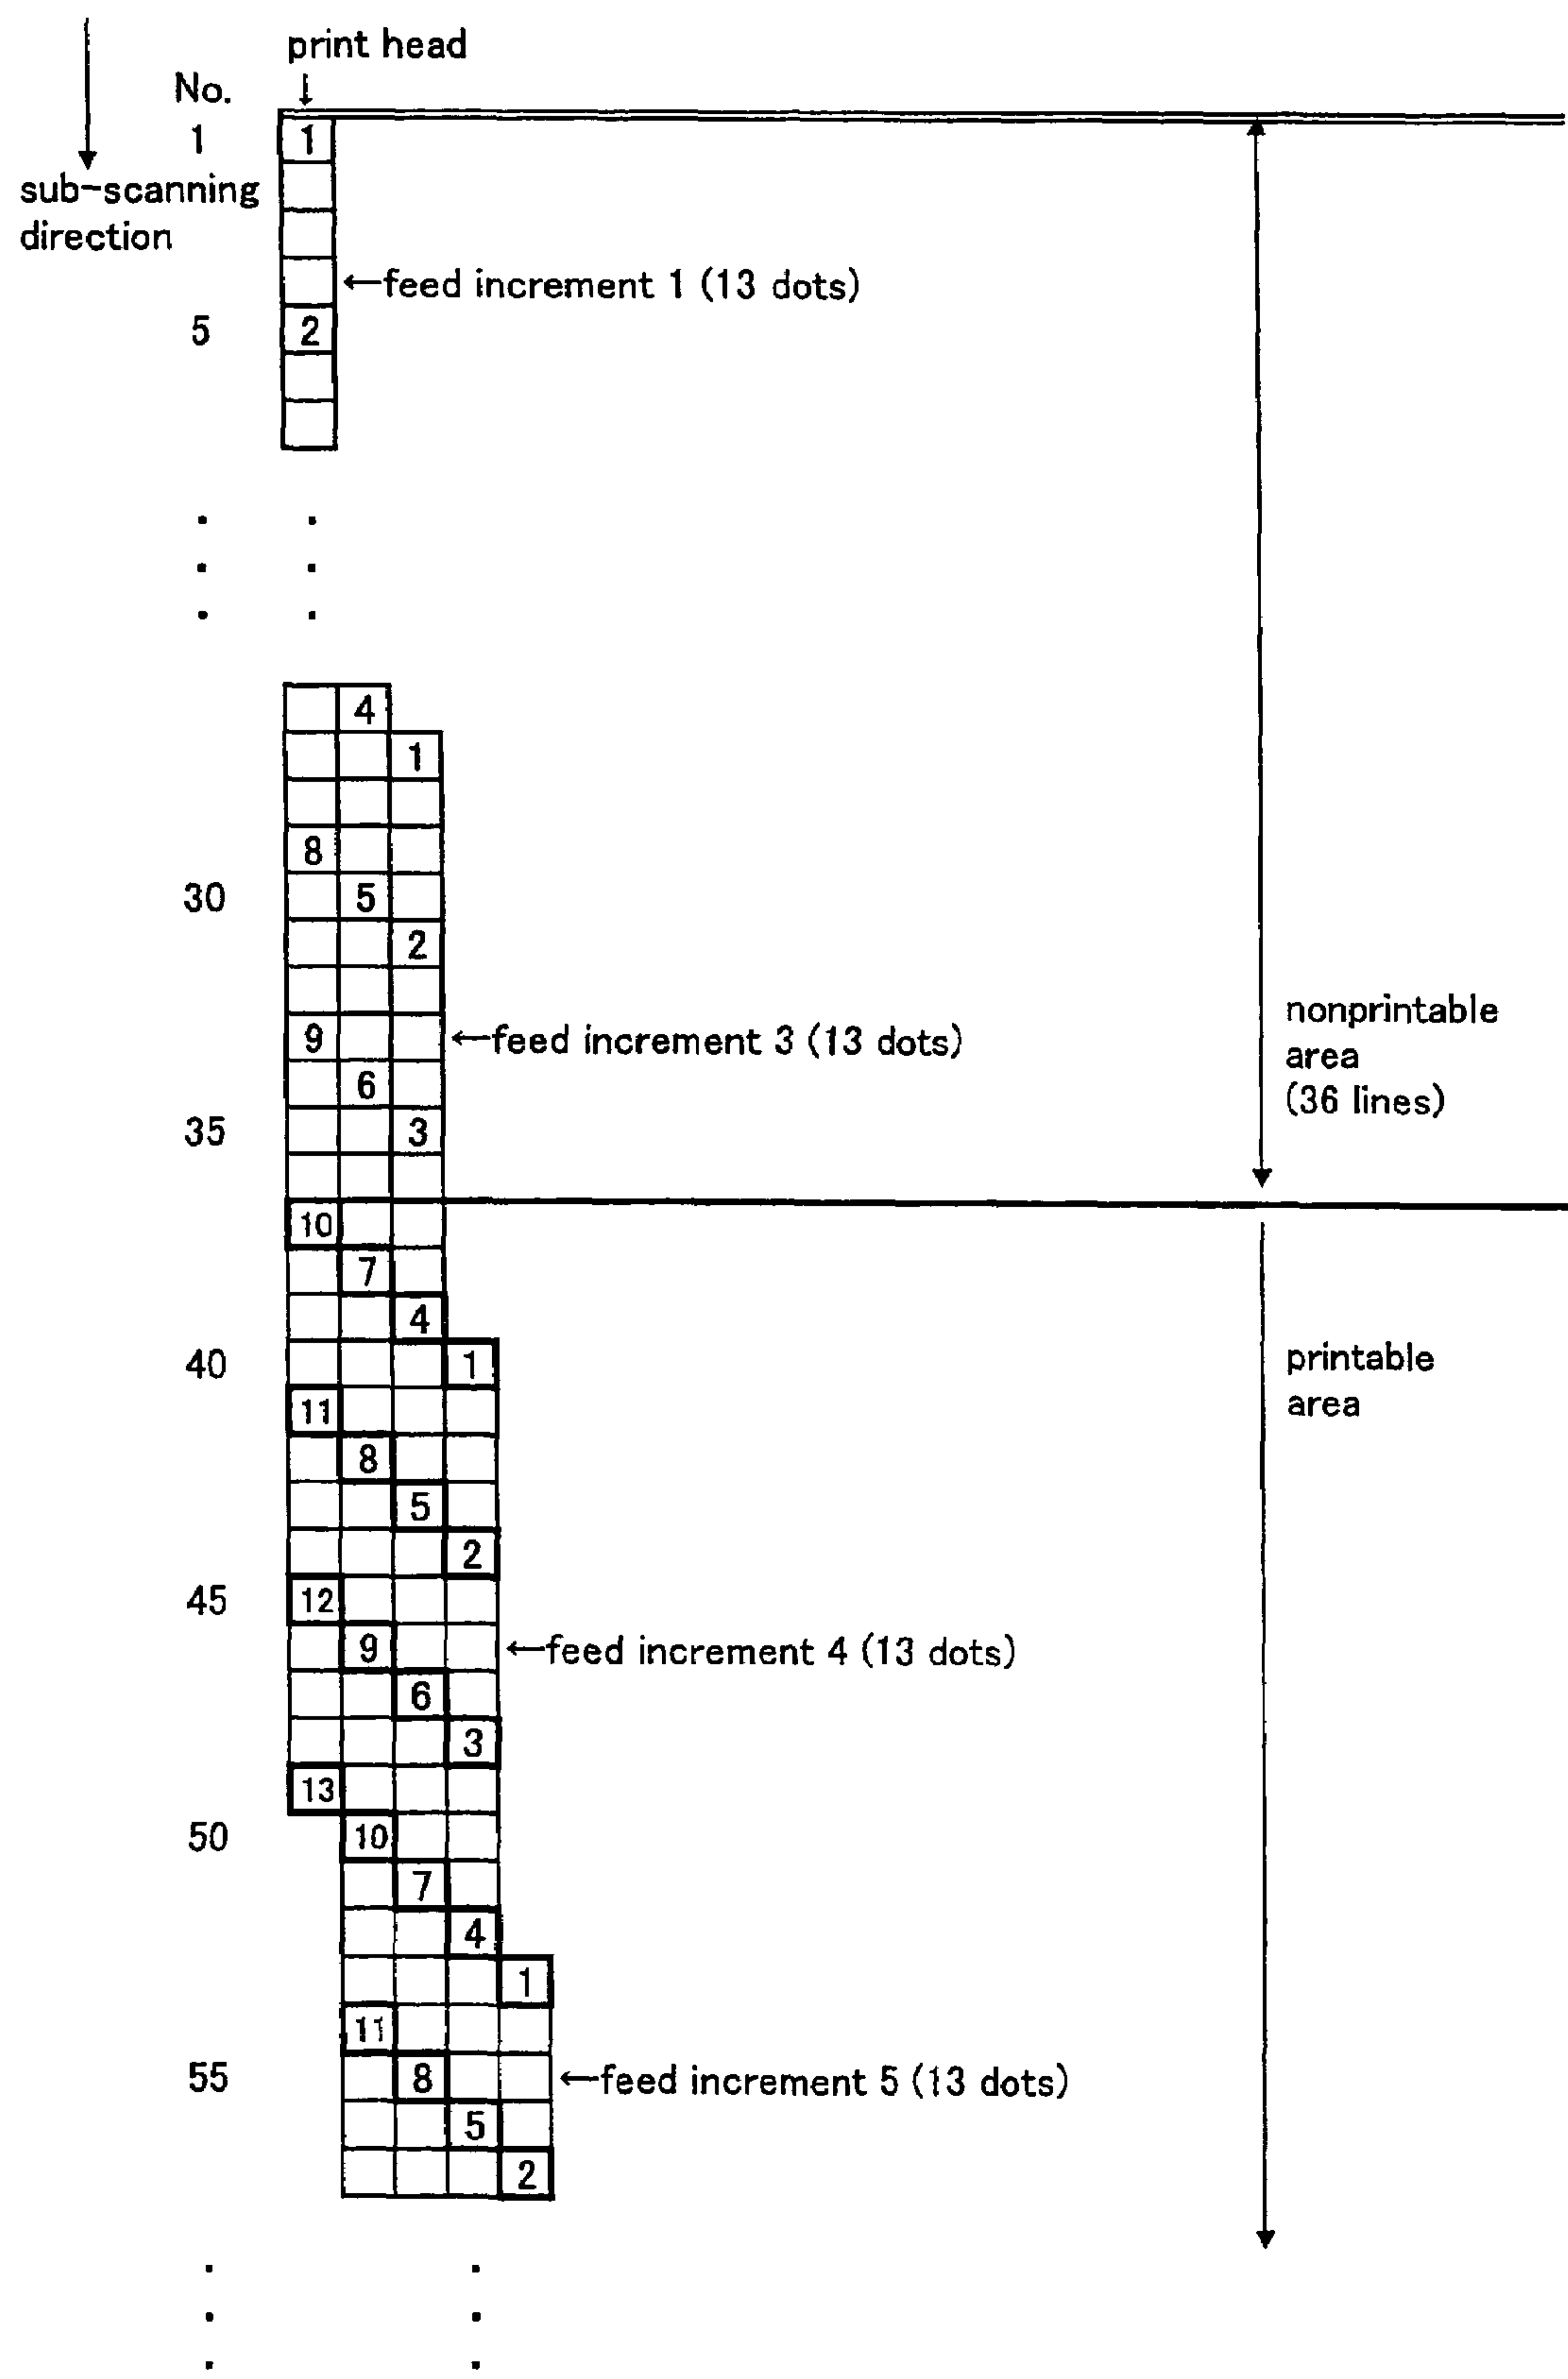 print head
No.
↓
1 1
sub-scanning
direction
←feed increment 1 (13 dots)
5 2
4
1
8
30 5
2
9 ←feed increment 3 (13 dots)
6
35 3
nonprintable
area
(36 lines)
10
7
4
40 1
printable
area
11
8
5
2
45 12
9 ←feed increment 4 (13 dots)
6
3
13
50 10
7
4
1
11
55 8 ←feed increment 5 (13 dots)
5
2